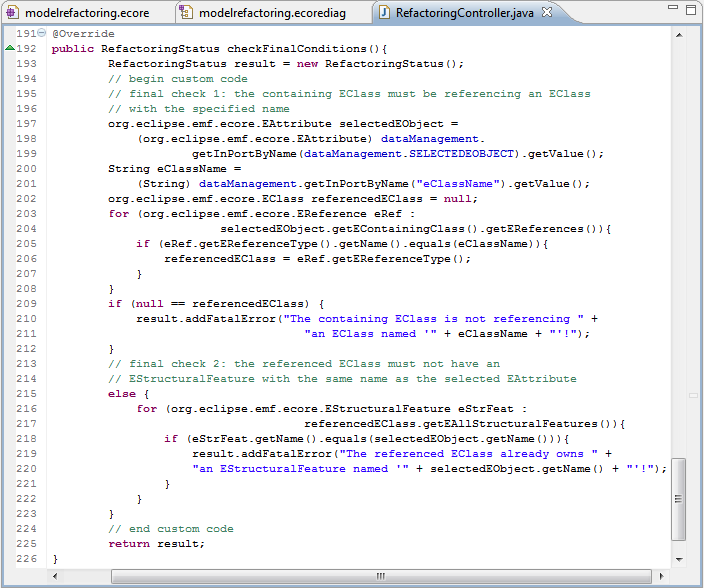 modelrefactoring.ecore modelrefactoring.ecorediag RefactoringController.java
191 @Override
192 public RefactoringStatus checkFinalConditions(){
193         RefactoringStatus result = new RefactoringStatus();
194         // begin custom code
195         // final check 1: the containing EClass must be referencing an EClass
196         // with the specified name
197         org.eclipse.emf.ecore.EAttribute selectedEObject =
198             (org.eclipse.emf.ecore.EAttribute) dataManagement.
199                     getInPortByName(dataManagement.SELECTEDEOBJECT).getValue();
200         String eClassName =
201             (String) dataManagement.getInPortByName("eClassName").getValue();
202         org.eclipse.emf.ecore.EClass referencedEClass = null;
203         for (org.eclipse.emf.ecore.EReference eRef :
204                         selectedEObject.getEContainingClass().getEReferences()){
205             if (eRef.getEReferenceType().getName().equals(eClassName)){
206                 referencedEClass = eRef.getEReferenceType();
207             }
208         }
209         if (null == referencedEClass) {
210             result.addFatalError("The containing EClass is not referencing " +
211                                     "an EClass named '" + eClassName + "'!");
212         }
213         // final check 2: the referenced EClass must not have an
214         // EStructuralFeature with the same name as the selected EAttribute
215         else {
216             for (org.eclipse.emf.ecore.EStructuralFeature eStrFeat :
217                                     referencedEClass.getEAllStructuralFeatures()){
218                 if (eStrFeat.getName().equals(selectedEObject.getName())){
219                     result.addFatalError("The referenced EClass already owns " +
220                     "an EStructuralFeature named '" + selectedEObject.getName() + "'!");
221                 }
222             }
223         }
224         // end custom code
225         return result;
226 }